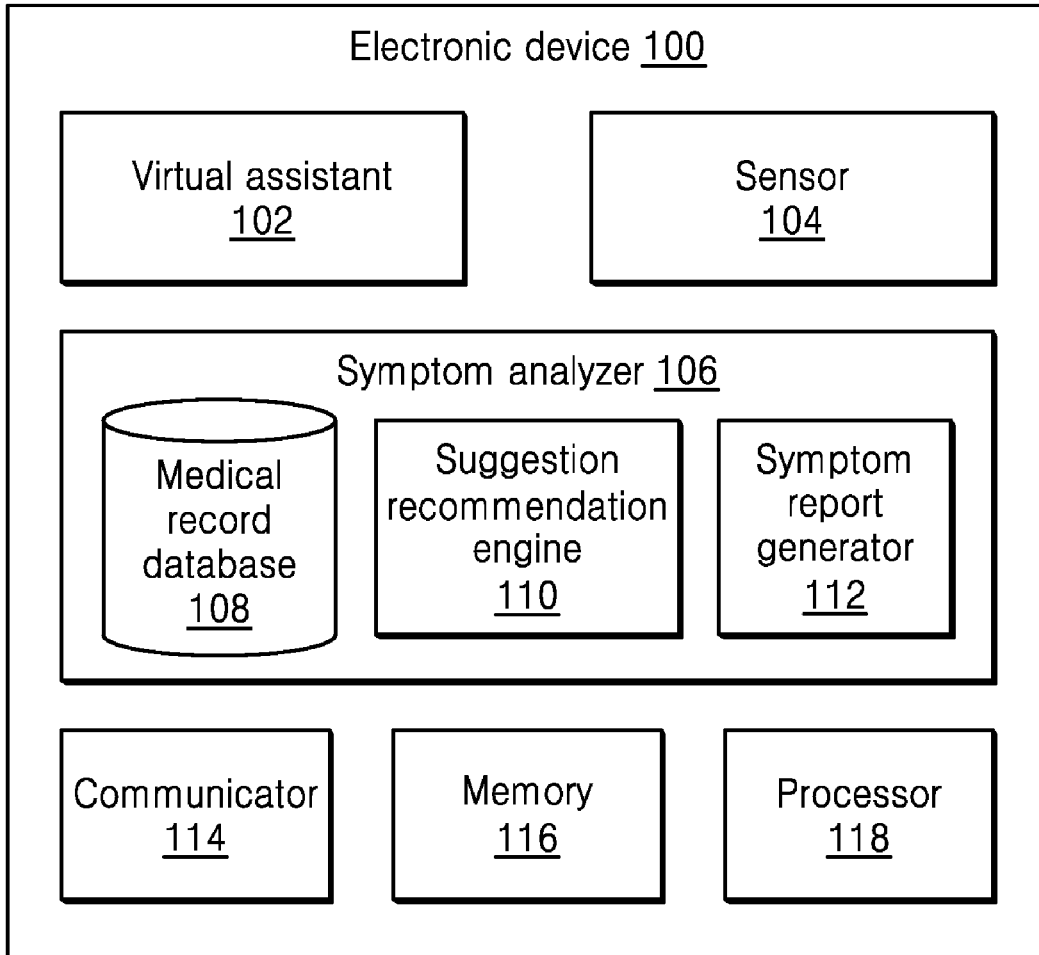 Electronic device 100
Virtual assistant
102
Sensor
104
Symptom analyzer 106
Medical
record
database
108
Suggestion
recommendation
engine
110
Symptom
report
generator
112
Communicator
114
Memory
116
Processor
118